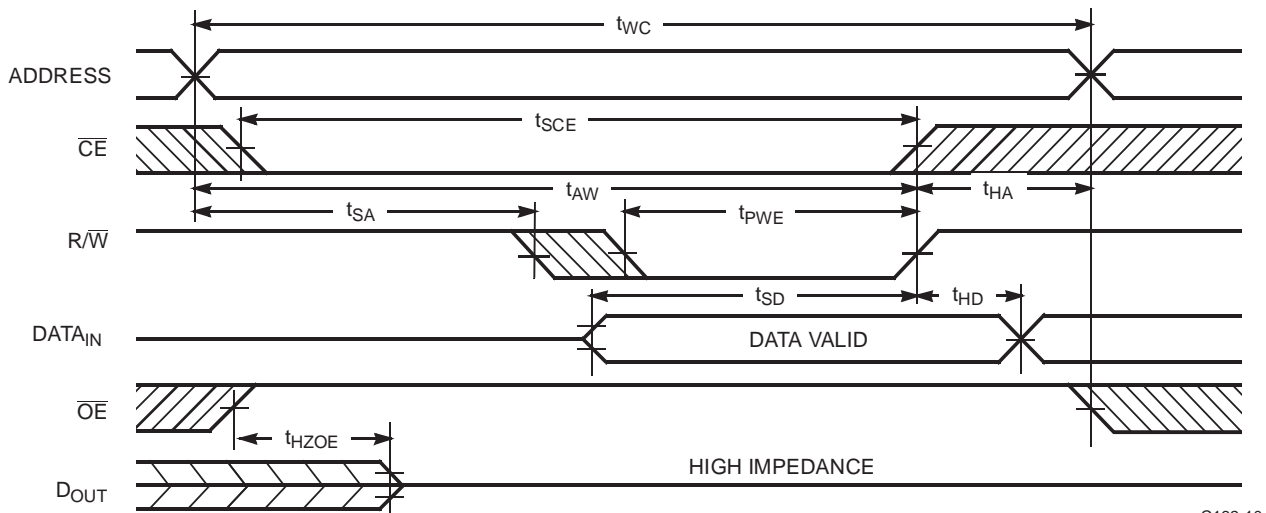 tWC
ADDRESS
tSCE
CE
tAW
tHA
tSA
tPWE
R/W
tSD
tHD
DATAIN
DATA VALID
OE
tHZOE
HIGH IMPEDANCE
DOUT